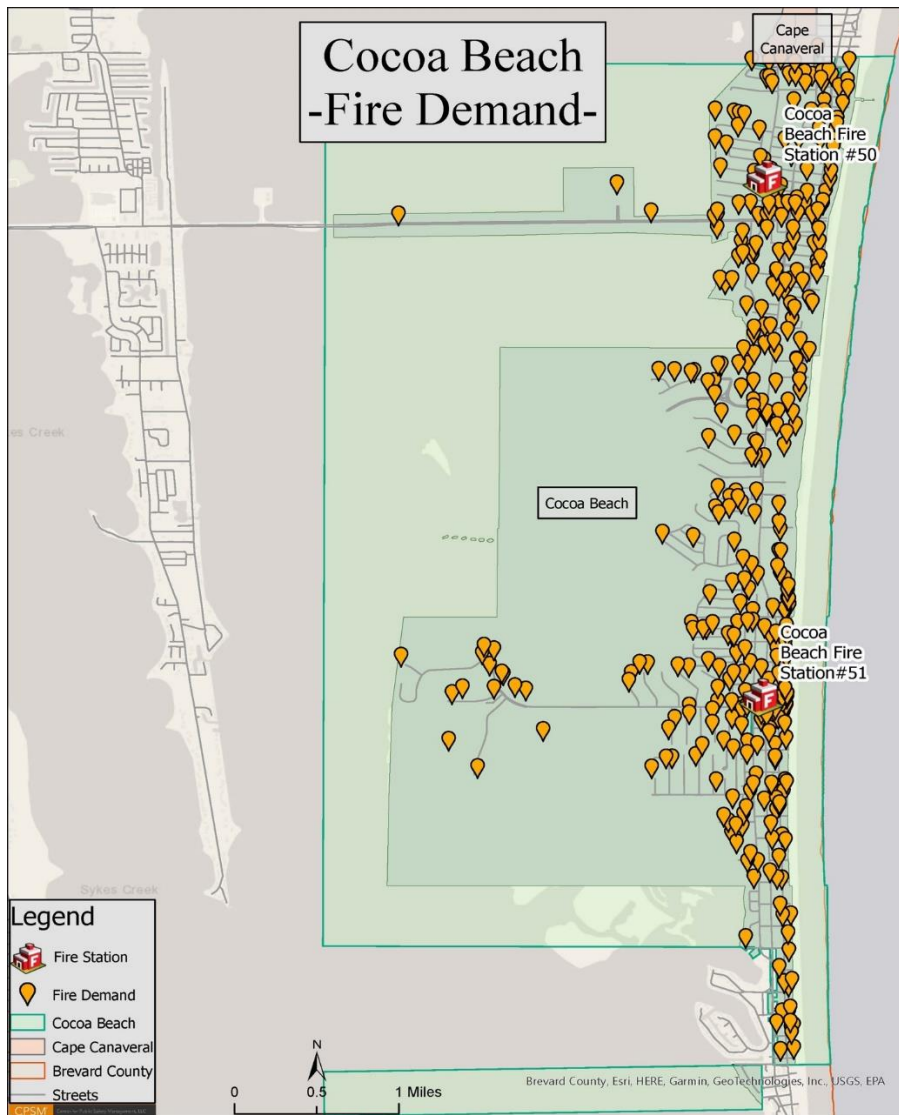 Cape
Canaveral
Cocoa Beach
-Fire Demand-
Cocoa
Beach Fire
Station #50
Cocoa Beach
Cocoa
Beach Fire
Station#51
Sykes Creek
Legend
Fire Station
Fire Demand
Cocoa Beach
Cape Canaveral
Brevard County
Streets
N
0 0.5 1 Miles
Brevard County, Esri, HERE, Garmin, GeoTechnologies, Inc., USGS, EPA
CPSM